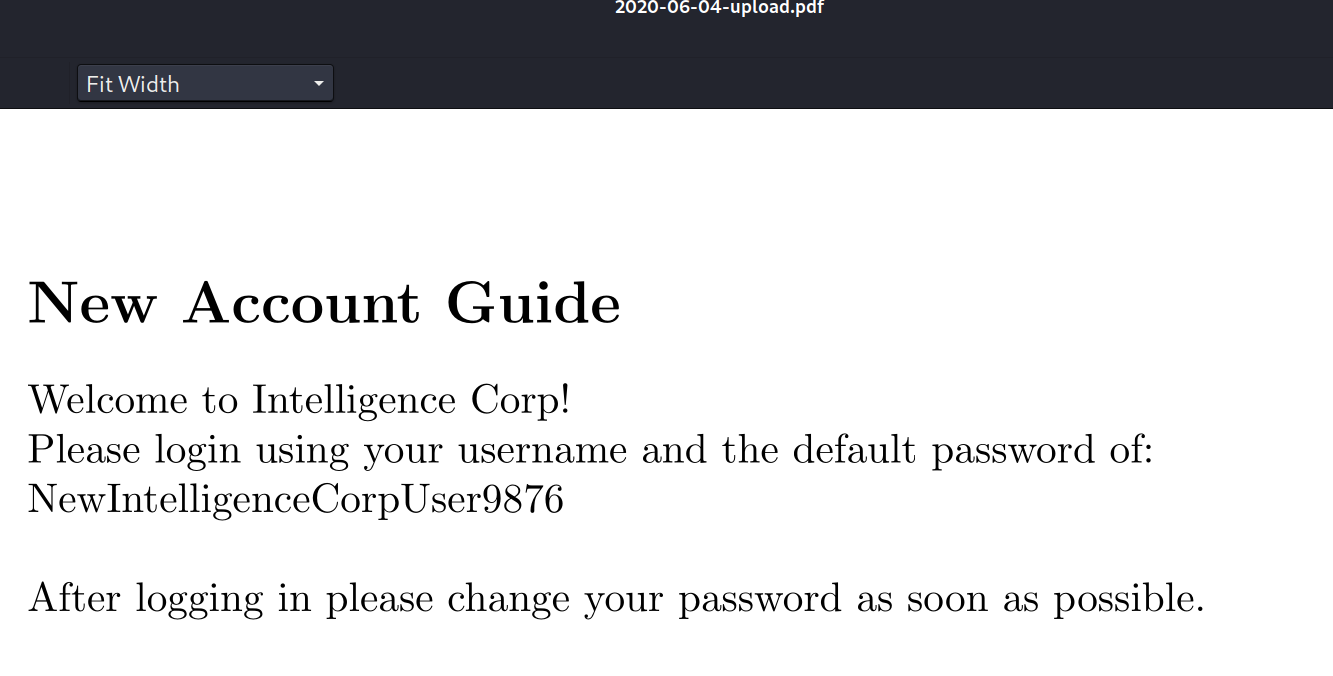 2020-06-04-upload.pdf
Fit Width
New Account Guide
Welcome to Intelligence Corp!
Please login using your username and the default password of:
NewIntelligenceCorpUser9876
After logging in please change your password as soon as possible.